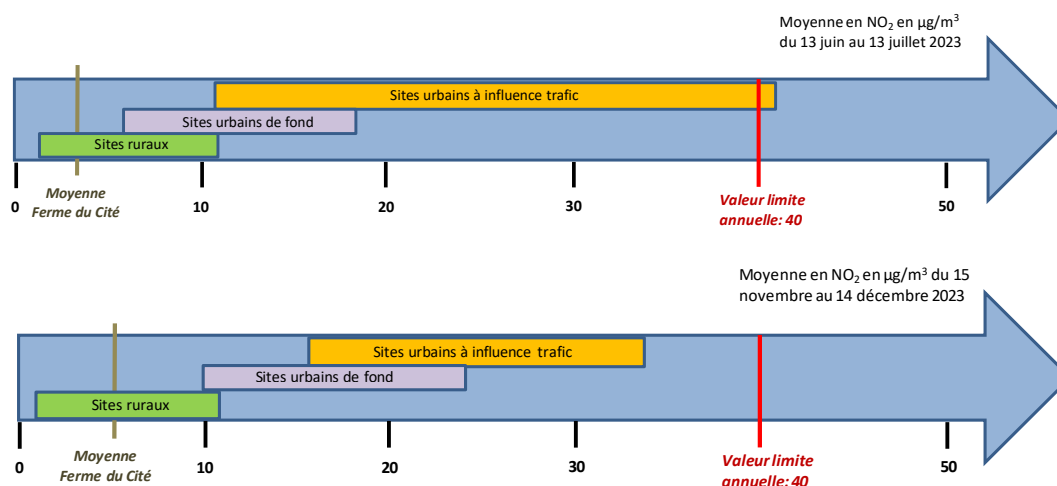 Moyenne en NO₂ en µg/m³
du 13 juin au 13 juillet 2023
Sites urbains à influence trafic
Sites urbains de fond
Sites ruraux
0
Moyenne
Ferme du Cité
10
20
30
Valeur limite
annuelle: 40
50
Moyenne en NO₂ en µg/m³ du 15
novembre au 14 décembre 2023
Sites urbains à influence trafic
Sites urbains de fond
Sites ruraux
0
Moyenne
Ferme du Cité
10
20
30
Valeur limite
annuelle: 40
50